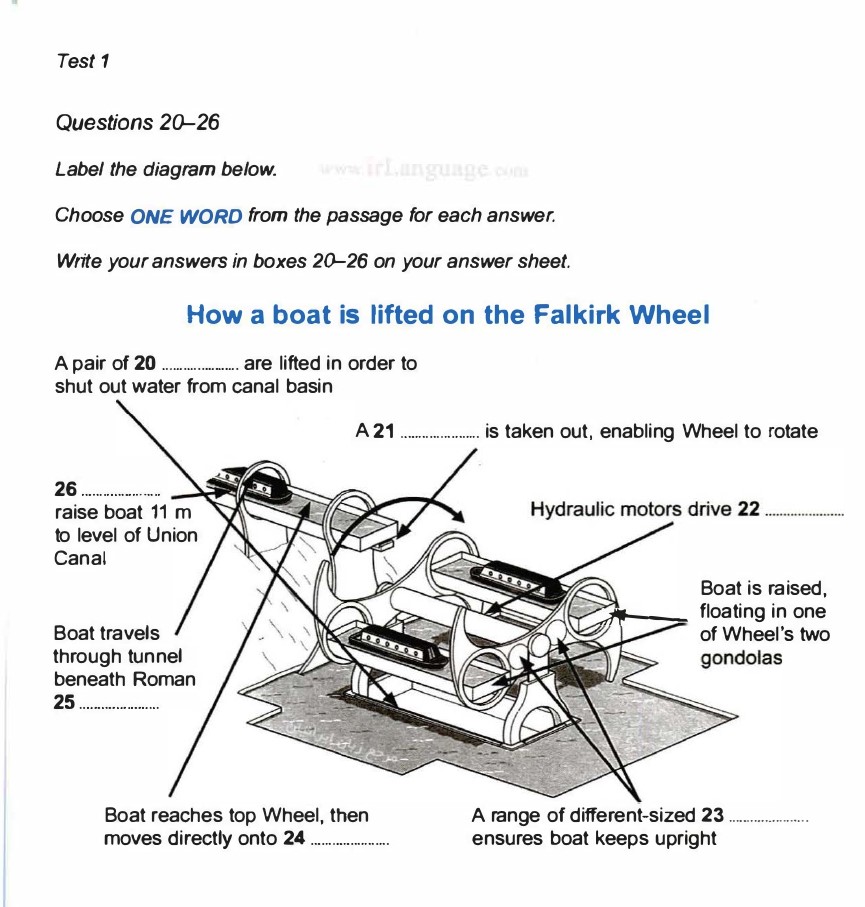 Test 1
Questions 20–26
Label the diagram below.
www.irLanguage.com
Choose ONE WORD from the passage for each answer.
Write your answers in boxes 20–26 on your answer sheet.
How a boat is lifted on the Falkirk Wheel
A pair of 20 ...................... are lifted in order to
shut out water from canal basin
A 21 ...................... is taken out, enabling Wheel to rotate
26 ......................
raise boat 11 m
to level of Union
Canal
Hydraulic motors drive 22 ......................
Boat is raised,
floating in one
of Wheel's two
gondolas
Boat travels
through tunnel
beneath Roman
25 ......................
Boat reaches top Wheel, then
moves directly onto 24 ......................
A range of different-sized 23 ......................
ensures boat keeps upright